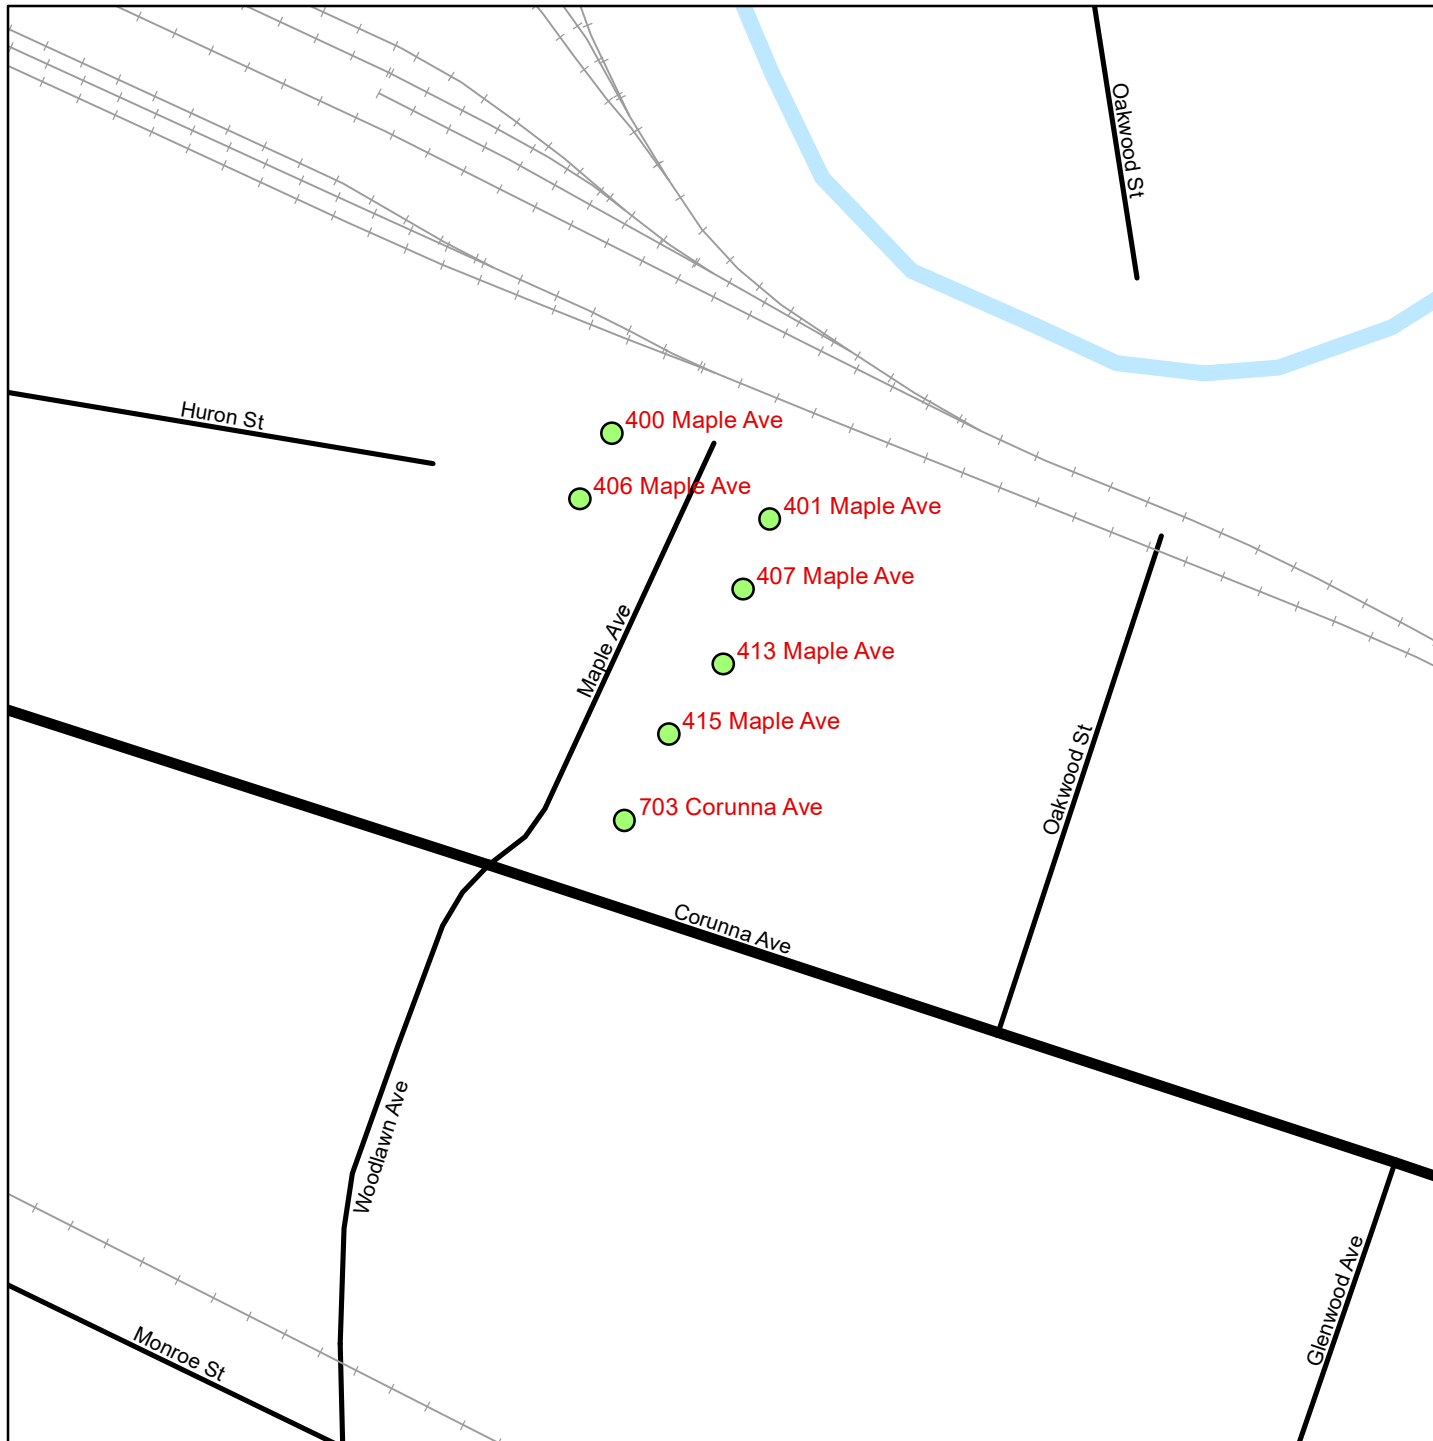 Oakwood St
Huron St
400 Maple Ave
406 Maple Ave
401 Maple Ave
407 Maple Ave
Maple Ave
413 Maple Ave
415 Maple Ave
Oakwood St
703 Corunna Ave
Corunna Ave
Woodlawn Ave
Glenwood Ave
Monroe St